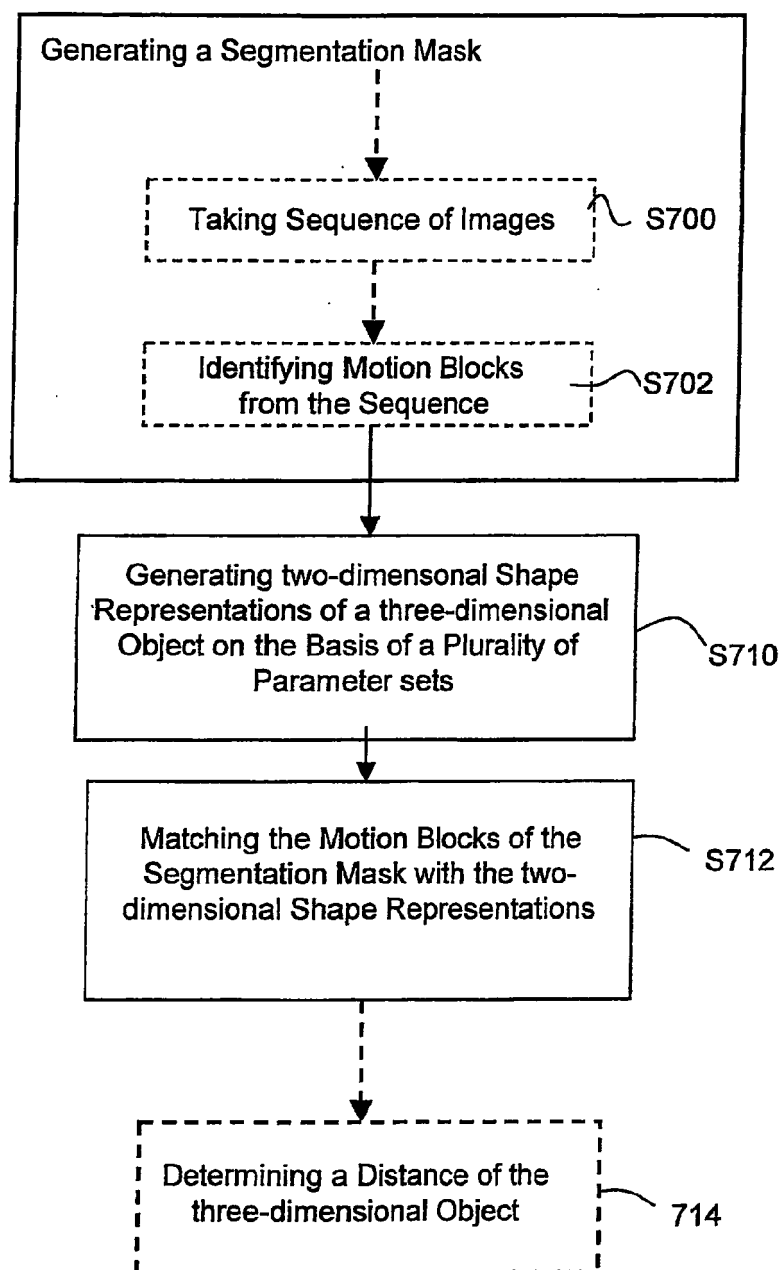 Generating a Segmentation Mask
Taking Sequence of Images
S700
Identifying Motion Blocks
from the Sequence
S702
Generating two-dimensonal Shape
Representations of a three-dimensional
Object on the Basis of a Plurality of
Parameter sets
S710
Matching the Motion Blocks of the
Segmentation Mask with the two-
dimensional Shape Representations
S712
Determining a Distance of the
three-dimensional Object
714